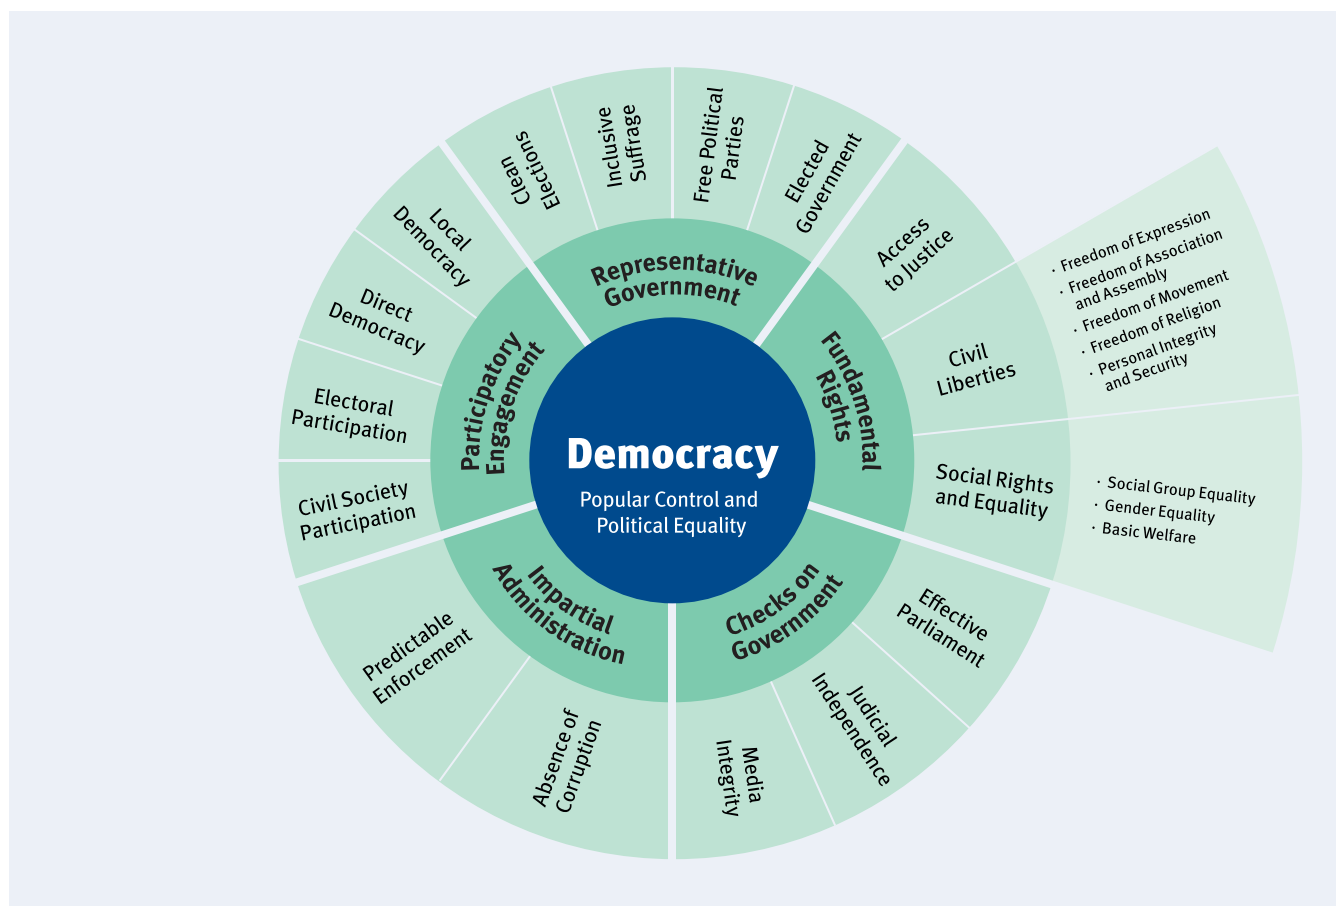 Democracy
Popular Control and
Political Equality
Representative
Government
Clean
Elections
Inclusive
Suffrage
Free Political
Parties
Elected
Government
Fundamental
Rights
Access
to Justice
Civil
Liberties
· Freedom of Expression
· Freedom of Association
and Assembly
· Freedom of Movement
· Freedom of Religion
· Personal Integrity
and Security
Social Rights
and Equality
· Social Group Equality
· Gender Equality
· Basic Welfare
Checks on
Government
Effective
Parliament
Judicial
Independence
Media
Integrity
Impartial
Administration
Absence of
Corruption
Predictable
Enforcement
Participatory
Engagement
Civil Society
Participation
Electoral
Participation
Direct
Democracy
Local
Democracy